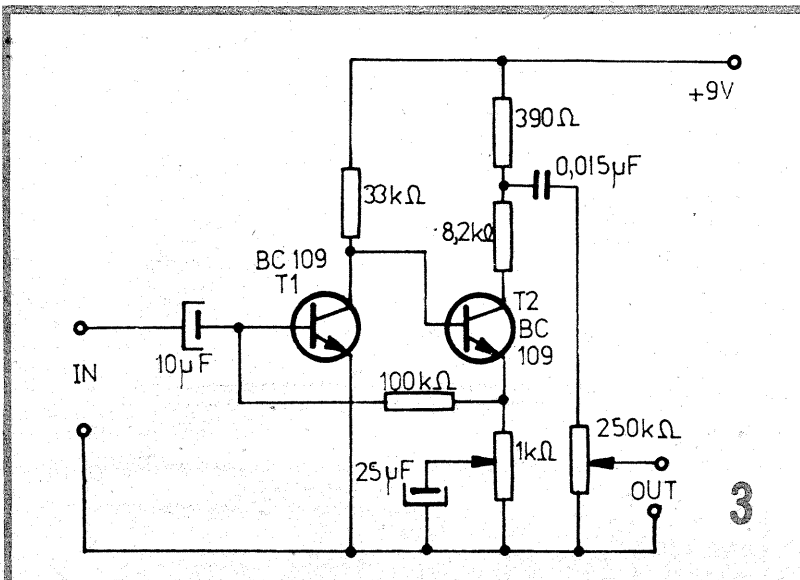 +9V
390Ω
0,015µF
33kΩ
8,2kΩ
BC 109
T1
T2
BC
109
10µF
IN
100kΩ
1kΩ
250kΩ
25µF
OUT
3